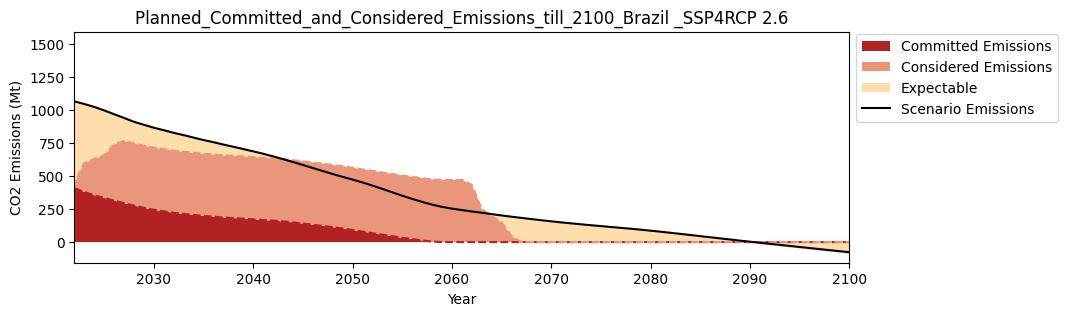 Planned_Committed_and_Considered_Emissions_till_2100_Brazil _SSP4RCP 2.6
1500
1250
1000
750
500
250
0
CO2 Emissions (Mt)
2030 2040 2050 2060 2070 2080 2090 2100
Year
Committed Emissions
Considered Emissions
Expectable
Scenario Emissions